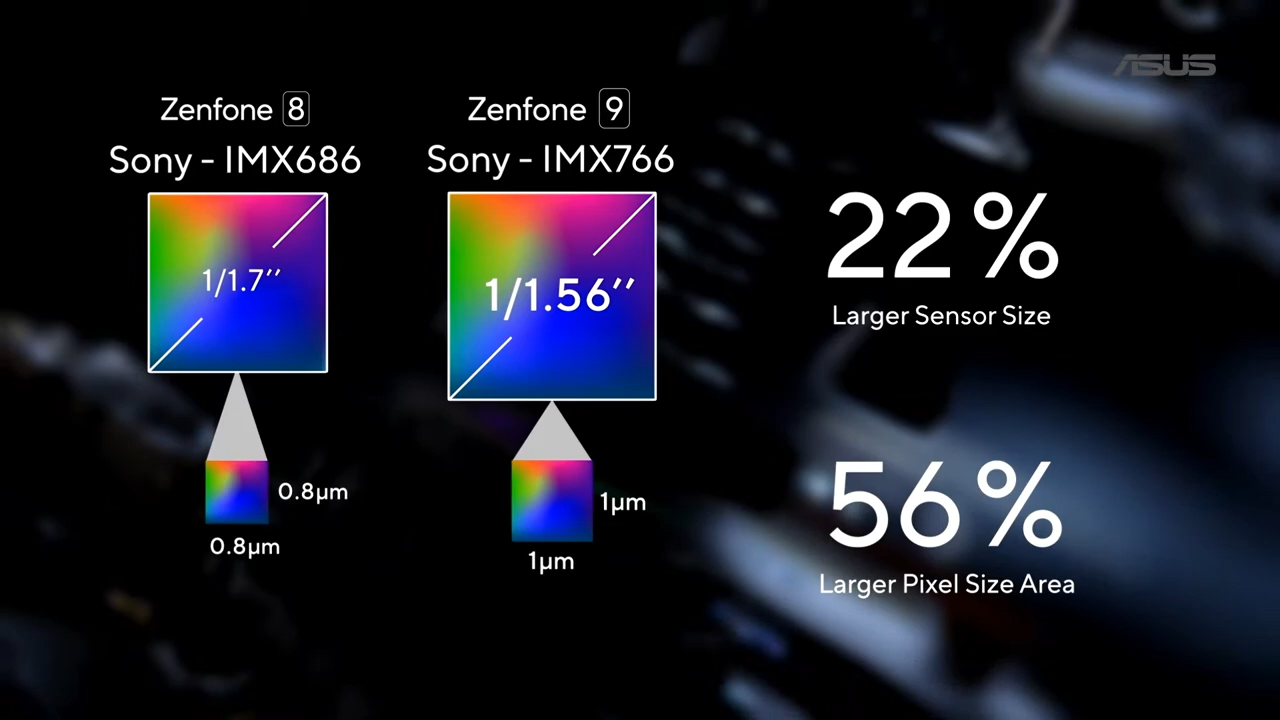 ASUS
Zenfone 8
Sony - IMX686
1/1.7’’
0.8μm
0.8μm
Zenfone 9
Sony - IMX766
1/1.56’’
1μm
1μm
22%
Larger Sensor Size
56%
Larger Pixel Size Area